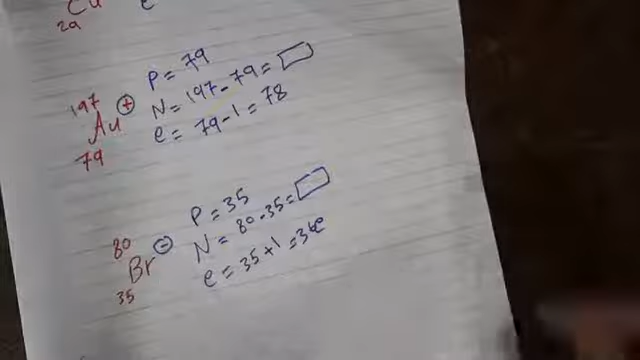 Cu e
29
197 + P = 79
Au N = 197 - 79 = □
79 e = 79 - 1 = 78
80 - P = 35
Br N = 80 - 35 = □
35 e = 35 + 1 = 36